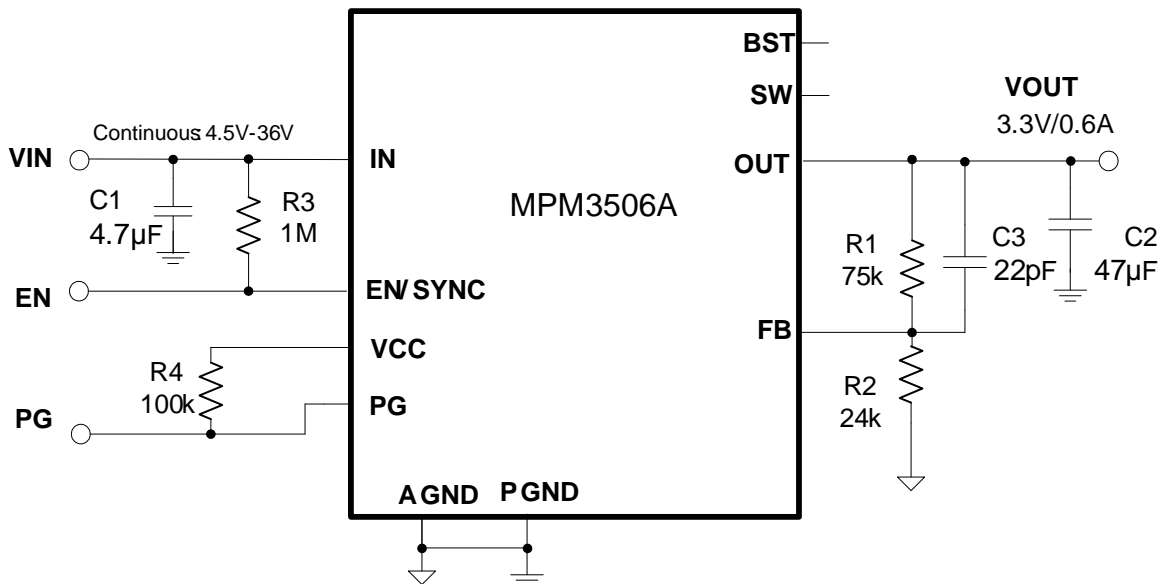 BST
SW
VOUT
3.3V/0.6A
Continuous: 4.5V-36V
VIN
IN
OUT
MPM3506A
C1
4.7µF
R3
1M
R1
75k
C3
22pF
C2
47µF
EN
EN/SYNC
FB
VCC
R4
100k
R2
24k
PG
PG
AGND
PGND